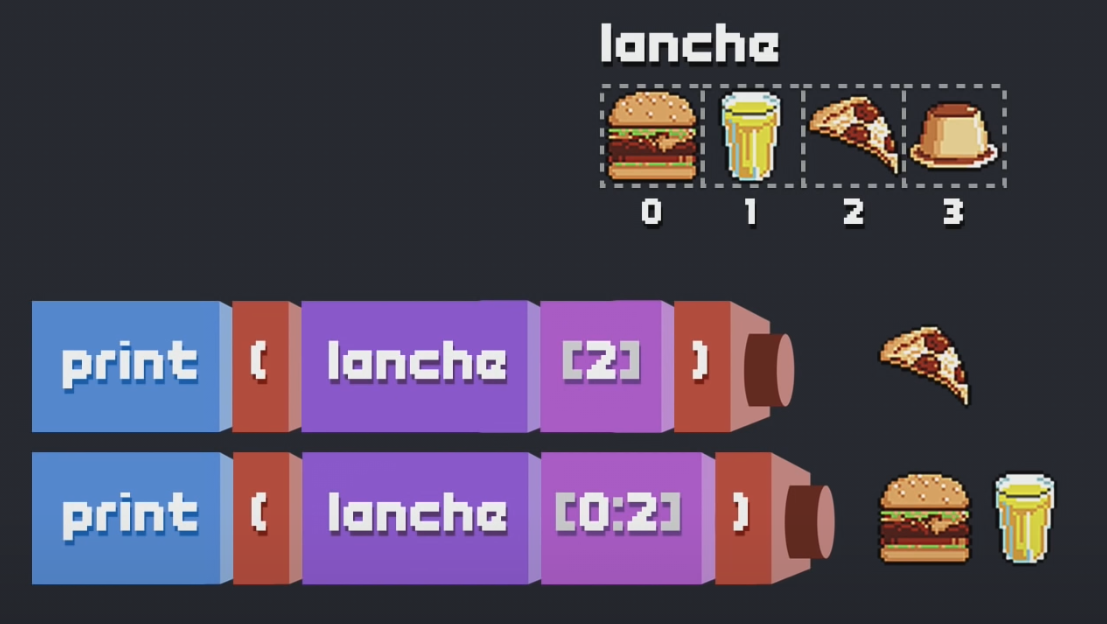 lanche
0 1 2 3
print ( lanche [2] )
print ( lanche [0:2] )